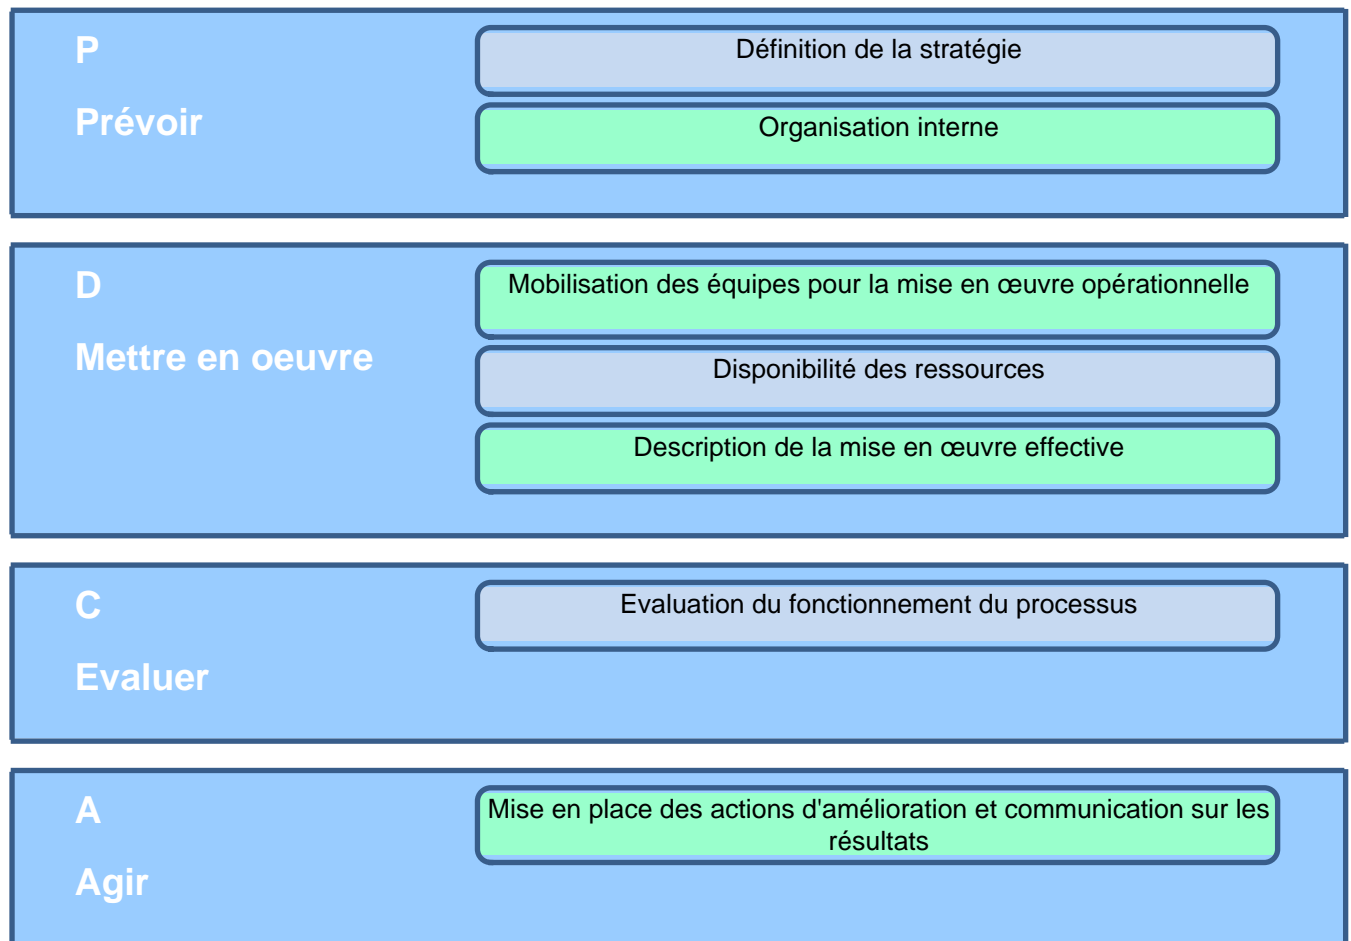 P
Prévoir
Définition de la stratégie
Organisation interne
D
Mettre en oeuvre
Mobilisation des équipes pour la mise en œuvre opérationnelle
Disponibilité des ressources
Description de la mise en œuvre effective
C
Evaluer
Evaluation du fonctionnement du processus
A
Agir
Mise en place des actions d'amélioration et communication sur les
résultats